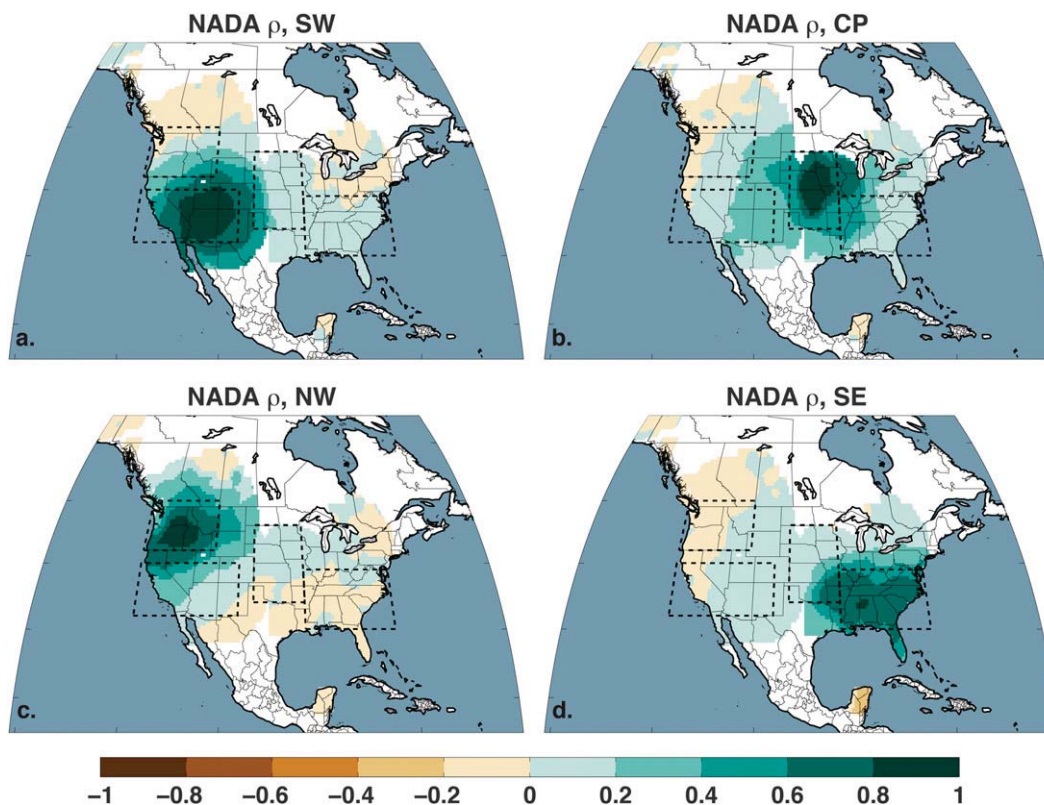 NADA ρ, SW
NADA ρ, CP
a.
b.
NADA ρ, NW
NADA ρ, SE
c.
d.
−1 −0.8 −0.6 −0.4 −0.2 0 0.2 0.4 0.6 0.8 1